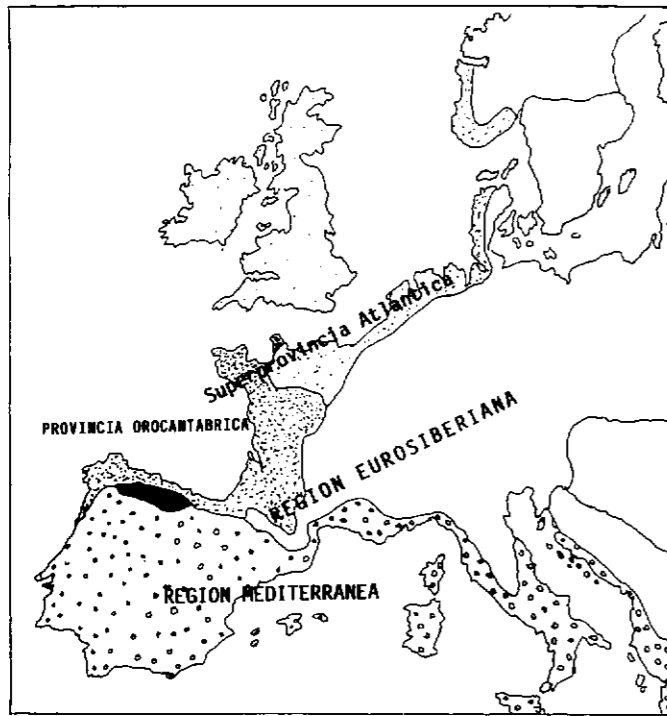 Superprovincia Atlantica
PROVINCIA OROCANTABRICA
REGION EUROSIBERIANA
REGION MEDITERRANEA